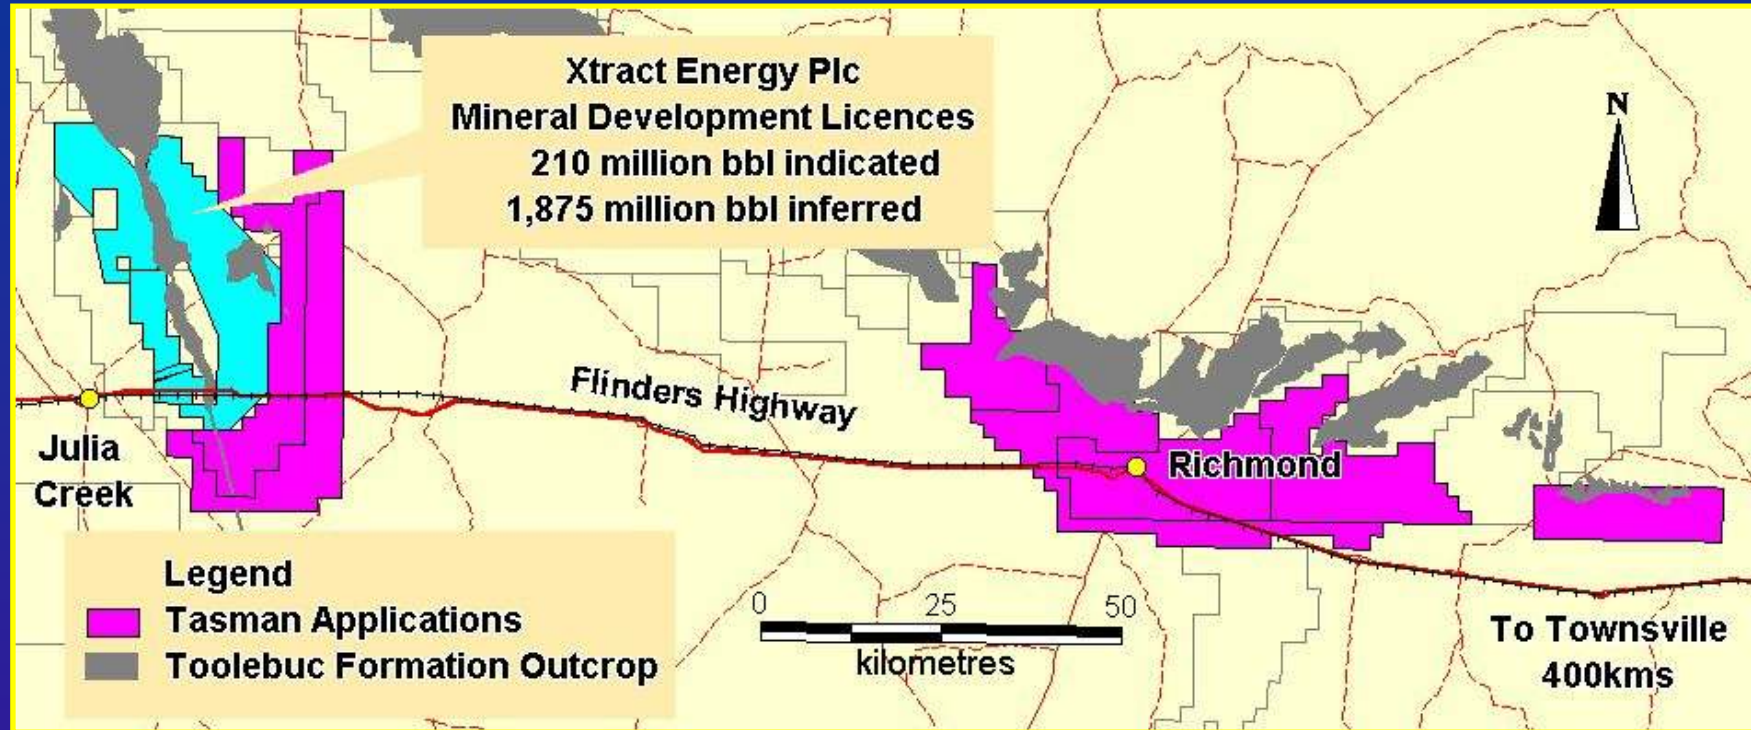 Xtract Energy Plc
Mineral Development Licences
210 million bbl indicated
1,875 million bbl inferred
N
Flinders Highway
Julia
Creek
Richmond
Legend
Tasman Applications
Toolebuc Formation Outcrop
0 25 50
kilometres
To Townsville
400kms